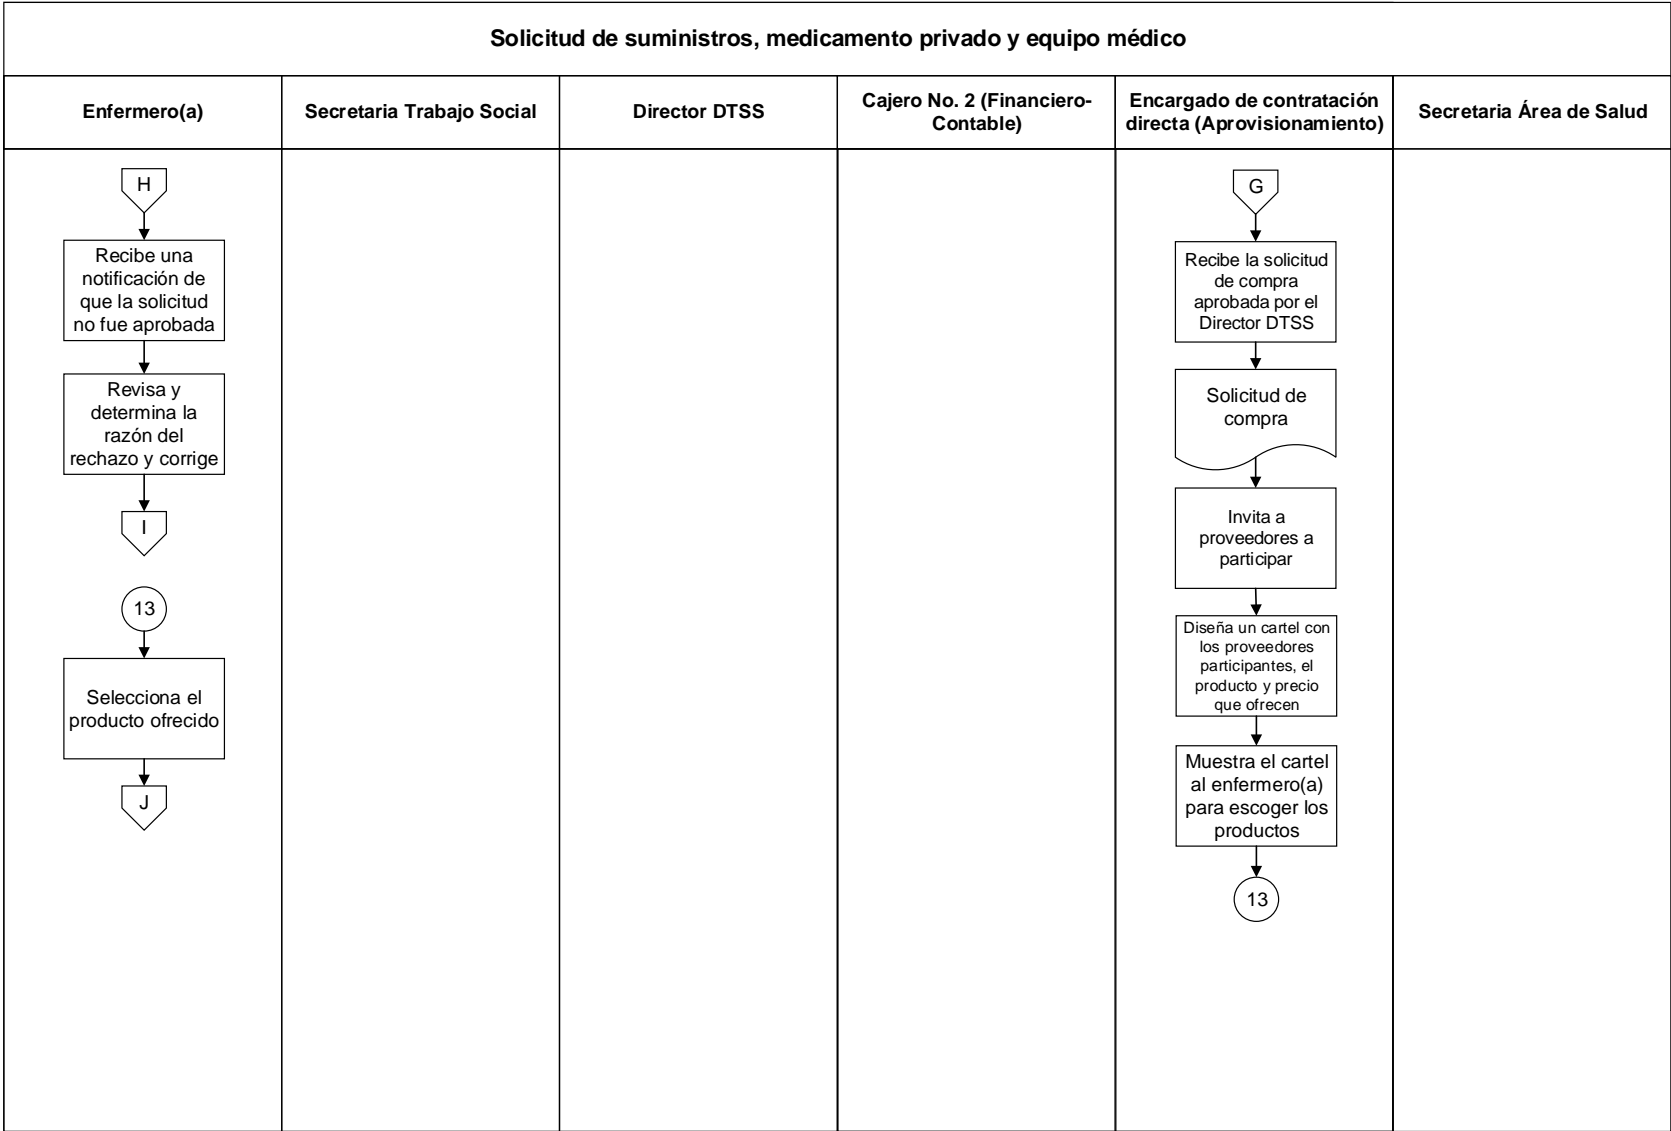 Solicitud de suministros, medicamento privado y equipo médico
Enfermero(a)
Secretaria Trabajo Social
Director DTSS
Cajero No. 2 (Financiero-
Contable)
Encargado de contratación
directa (Aprovisionamiento)
Secretaria Área de Salud
H
Recibe una
notificación de
que la solicitud
no fue aprobada
Revisa y
determina la
razón del
rechazo y corrige
I
13
Selecciona el
producto ofrecido
J
G
Recibe la solicitud
de compra
aprobada por el
Director DTSS
Solicitud de
compra
Invita a
proveedores a
participar
Diseña un cartel con
los proveedores
participantes, el
producto y precio
que ofrecen
Muestra el cartel
al enfermero(a)
para escoger los
productos
13